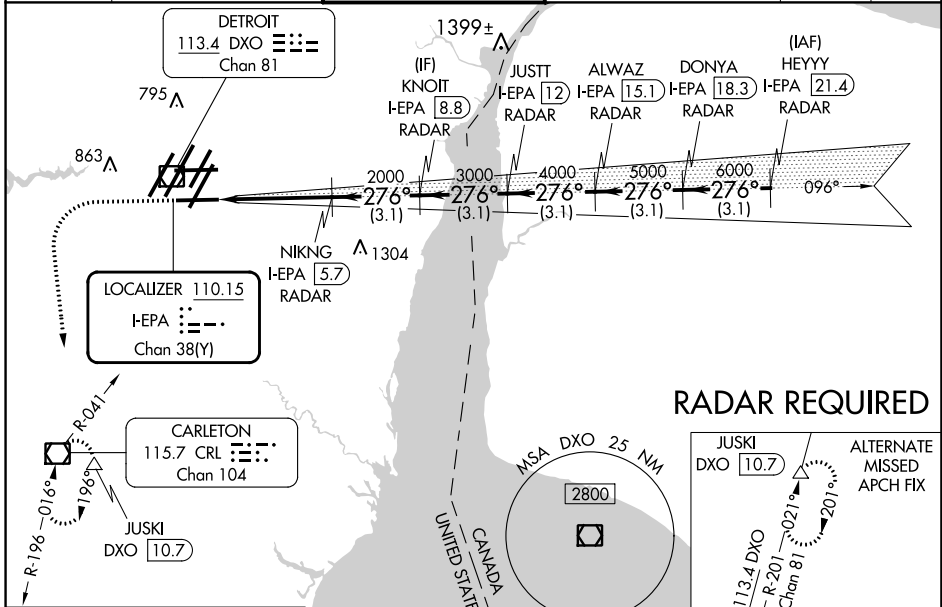 DETROIT
113.4 DXO
Chan 81
1399±
795
863
(IF)
KNOIT
I-EPA 8.8
RADAR
JUSTT
I-EPA 12
RADAR
ALWAZ
I-EPA 15.1
RADAR
DONYA
I-EPA 18.3
RADAR
(IAF)
HEYYY
I-EPA 21.4
RADAR
2000
3000
4000
5000
6000
276°
276°
276°
276°
276°
096°
(3.1)
(3.1)
(3.1)
(3.1)
(3.1)
NIKNG
I-EPA 5.7
RADAR
1304
LOCALIZER 110.15
I-EPA
Chan 38(Y)
R-041
CARLETON
115.7 CRL
Chan 104
R-196
016°
196°
JUSKI
DXO 10.7
MSA DXO 25 NM
2800
CANADA
UNITED STATE
RADAR REQUIRED
JUSKI
DXO 10.7
ALTERNATE
MISSED
APCH FIX
113.4 DXO
R-201
021°
201°
Chan 81